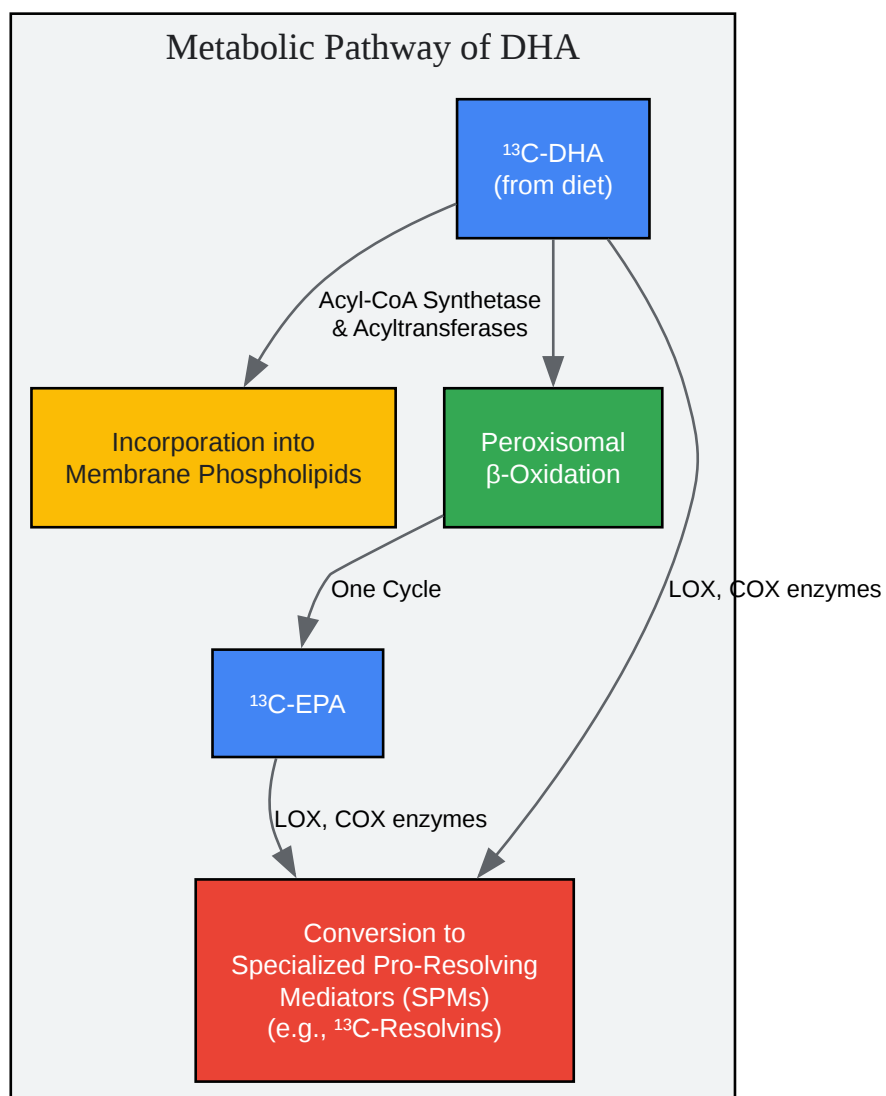 Metabolic Pathway of DHA
¹³C-DHA
(from diet)
Acyl-CoA Synthetase
& Acyltransferases
Incorporation into
Membrane Phospholipids
Peroxisomal
β-Oxidation
One Cycle
LOX, COX enzymes
¹³C-EPA
LOX, COX enzymes
Conversion to
Specialized Pro-Resolving
Mediators (SPMs)
(e.g., ¹³C-Resolvins)